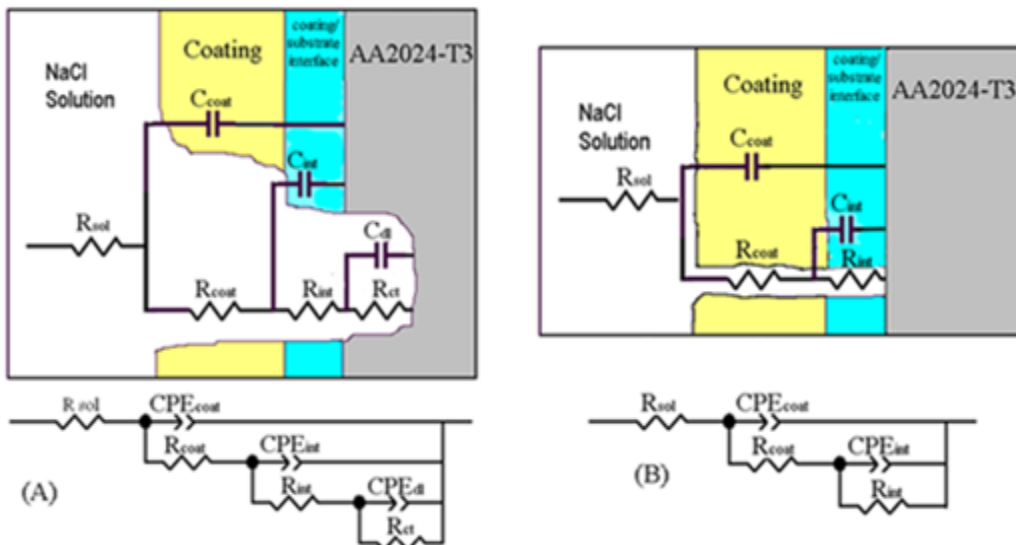 coating/
substrate
interface
Coating
AA2024-T3
NaCl
Solution
Ccoat
Cint
Rsol
Cdl
Rcoat
Rint
Rct
R sol
CPEcoat
Rcoat
CPEint
Rint
CPEdl
Rct
(A)
coating/
substrate
interface
Coating
AA2024-T3
NaCl
Solution
Ccoat
Rsol
Cint
Rcoat
Rint
Rsol
CPEcoat
Rcoat
CPEint
Rint
(B)